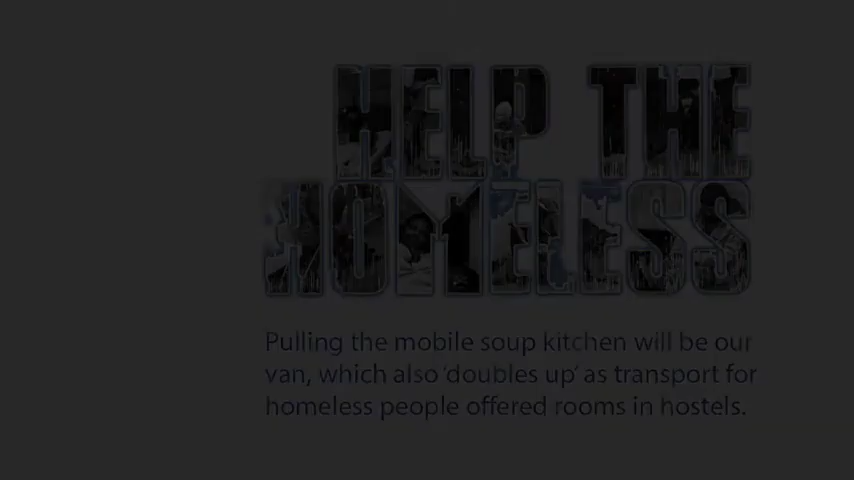 HELP THE
HOMELESS
Pulling the mobile soup kitchen will be our
van, which also 'doubles up' as transport for
homeless people offered rooms in hostels.